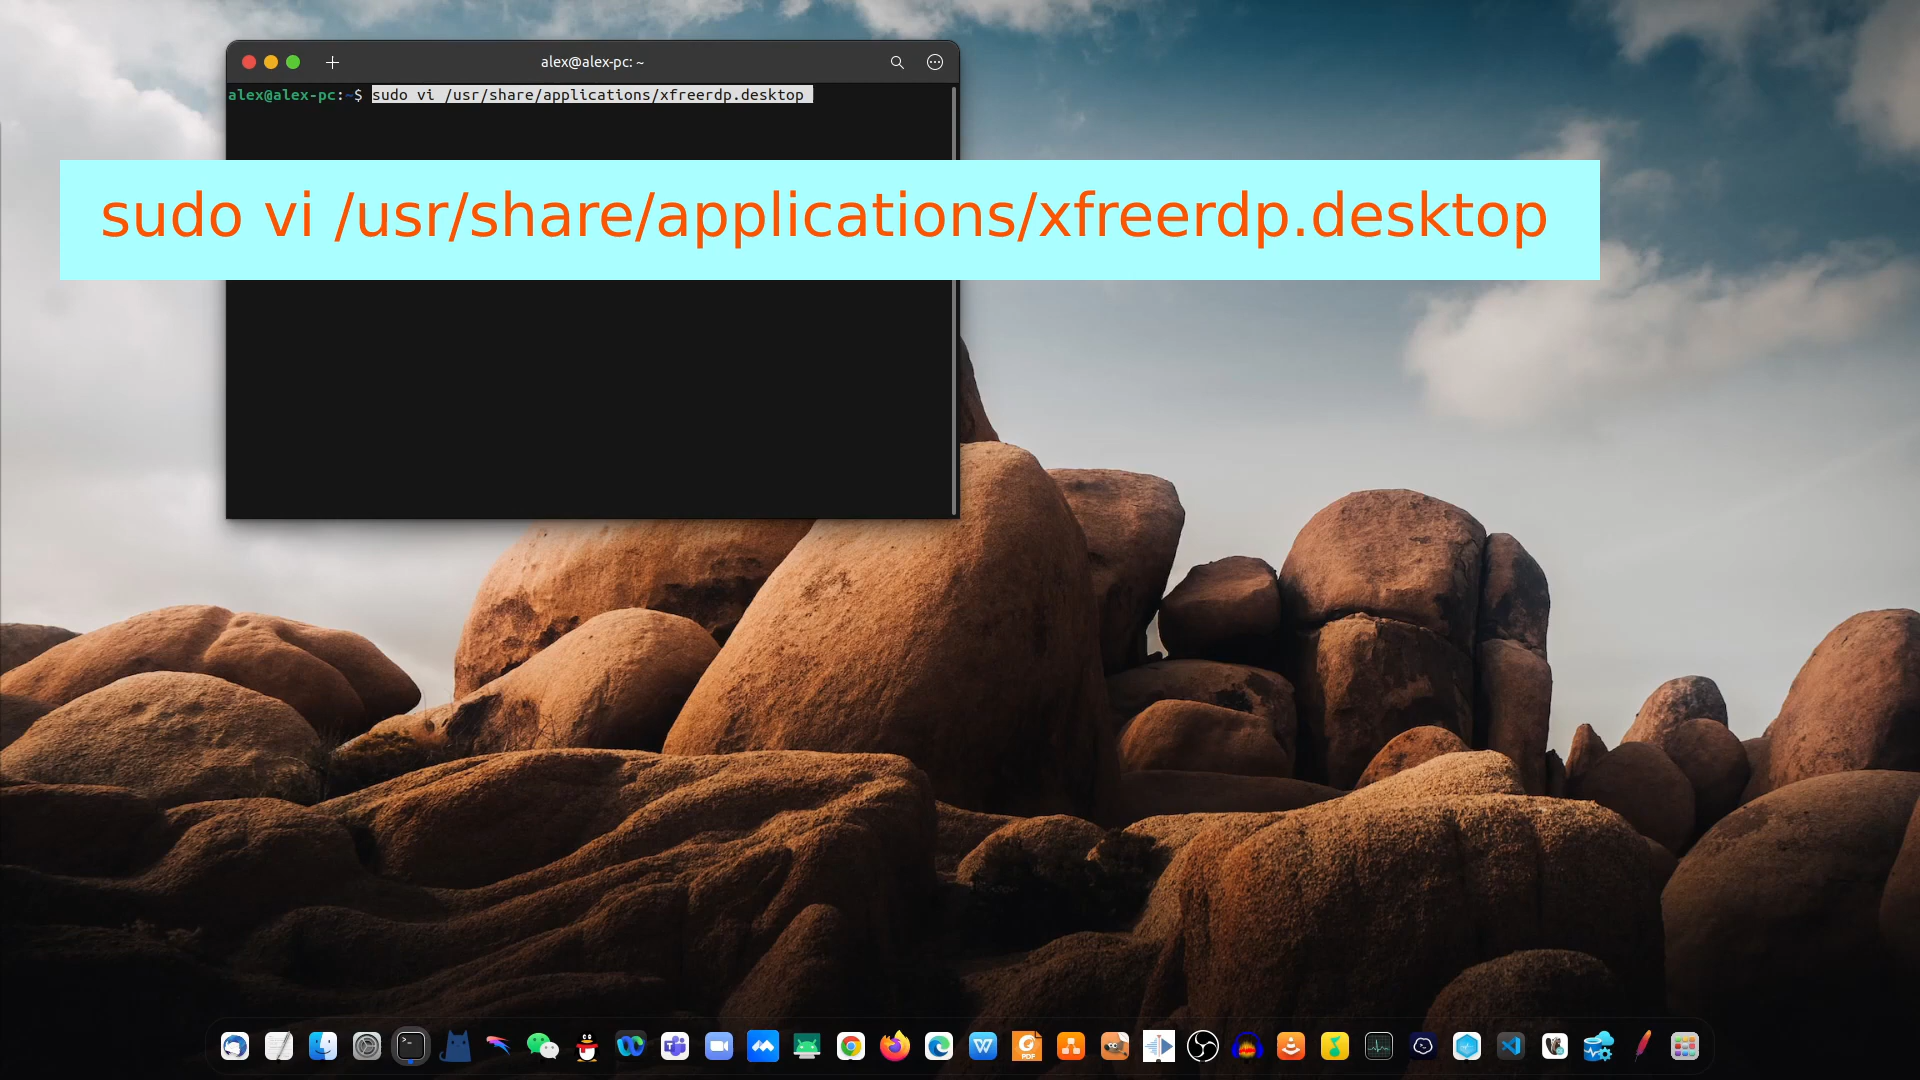 alex@alex-pc: ~
alex@alex-pc:~$ sudo vi /usr/share/applications/xfreerdp.desktop
sudo vi /usr/share/applications/xfreerdp.desktop
PDF